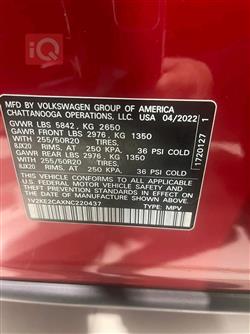 iQ
MFD BY VOLKSWAGEN GROUP OF AMERICA
CHATTANOOGA OPERATIONS, LLC. USA 04/2022
GVWR LBS 5842, KG 2650
GAWR FRONT LBS 2976, KG 1350
WITH 255/50R20 TIRES,
8JX20 RIMS, AT 250 KPA, 36 PSI COLD
GAWR REAR LBS 2976, KG 1350
WITH 255/50R20 TIRES,
8JX20 RIMS, AT 250 KPA, 36 PSI COLD
THIS VEHICLE CONFORMS TO ALL APPLICABLE
FEDERAL MOTOR VEHICLE SAFETY AND THEFT
PREVENTION STANDARDS IN EFFECT ON THE DATE
OF MANUFACTURE SHOWN ABOVE.
1V2KE2CAXNC220437 TYPE: MPV
1720127 1